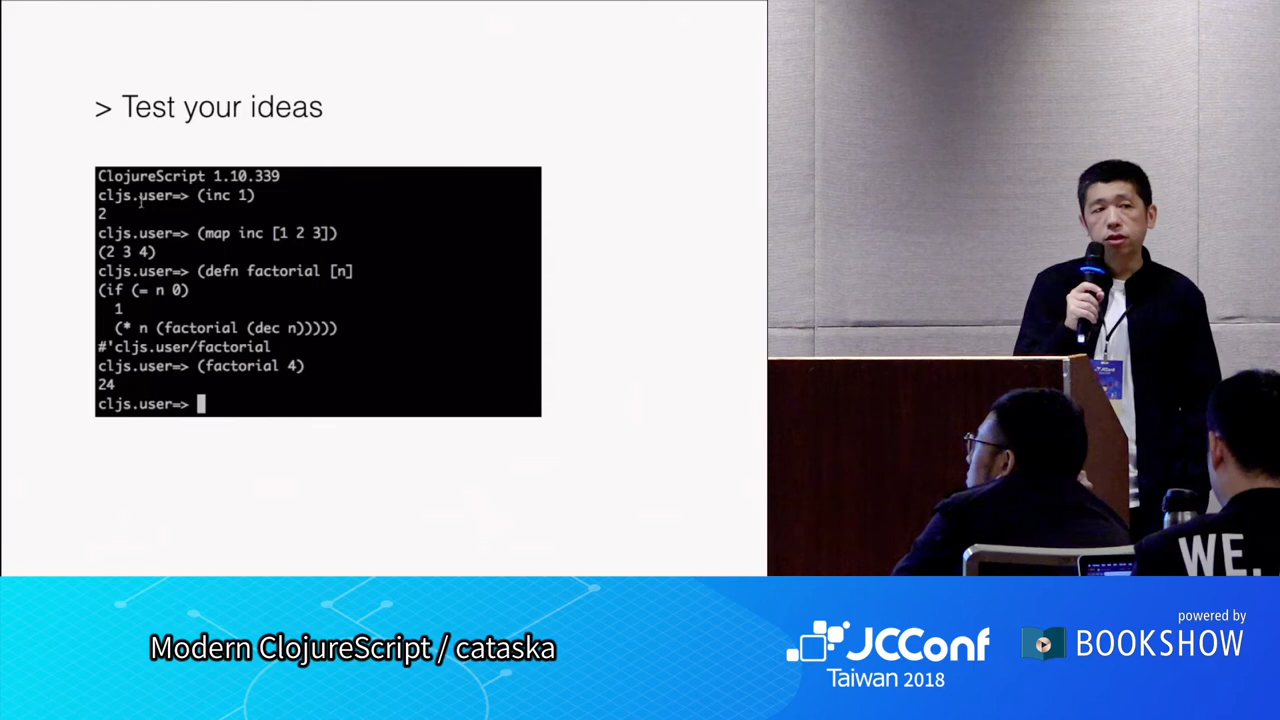 > Test your ideas
ClojureScript 1.10.339
cljs.user=> (inc 1)
2
cljs.user=> (map inc [1 2 3])
(2 3 4)
cljs.user=> (defn factorial [n]
(if (= n 0)
  1
  (* n (factorial (dec n)))))
#'cljs.user/factorial
cljs.user=> (factorial 4)
24
cljs.user=>
WE.
Modern ClojureScript / cataska
JCConf
Taiwan 2018
powered by
BOOKSHOW